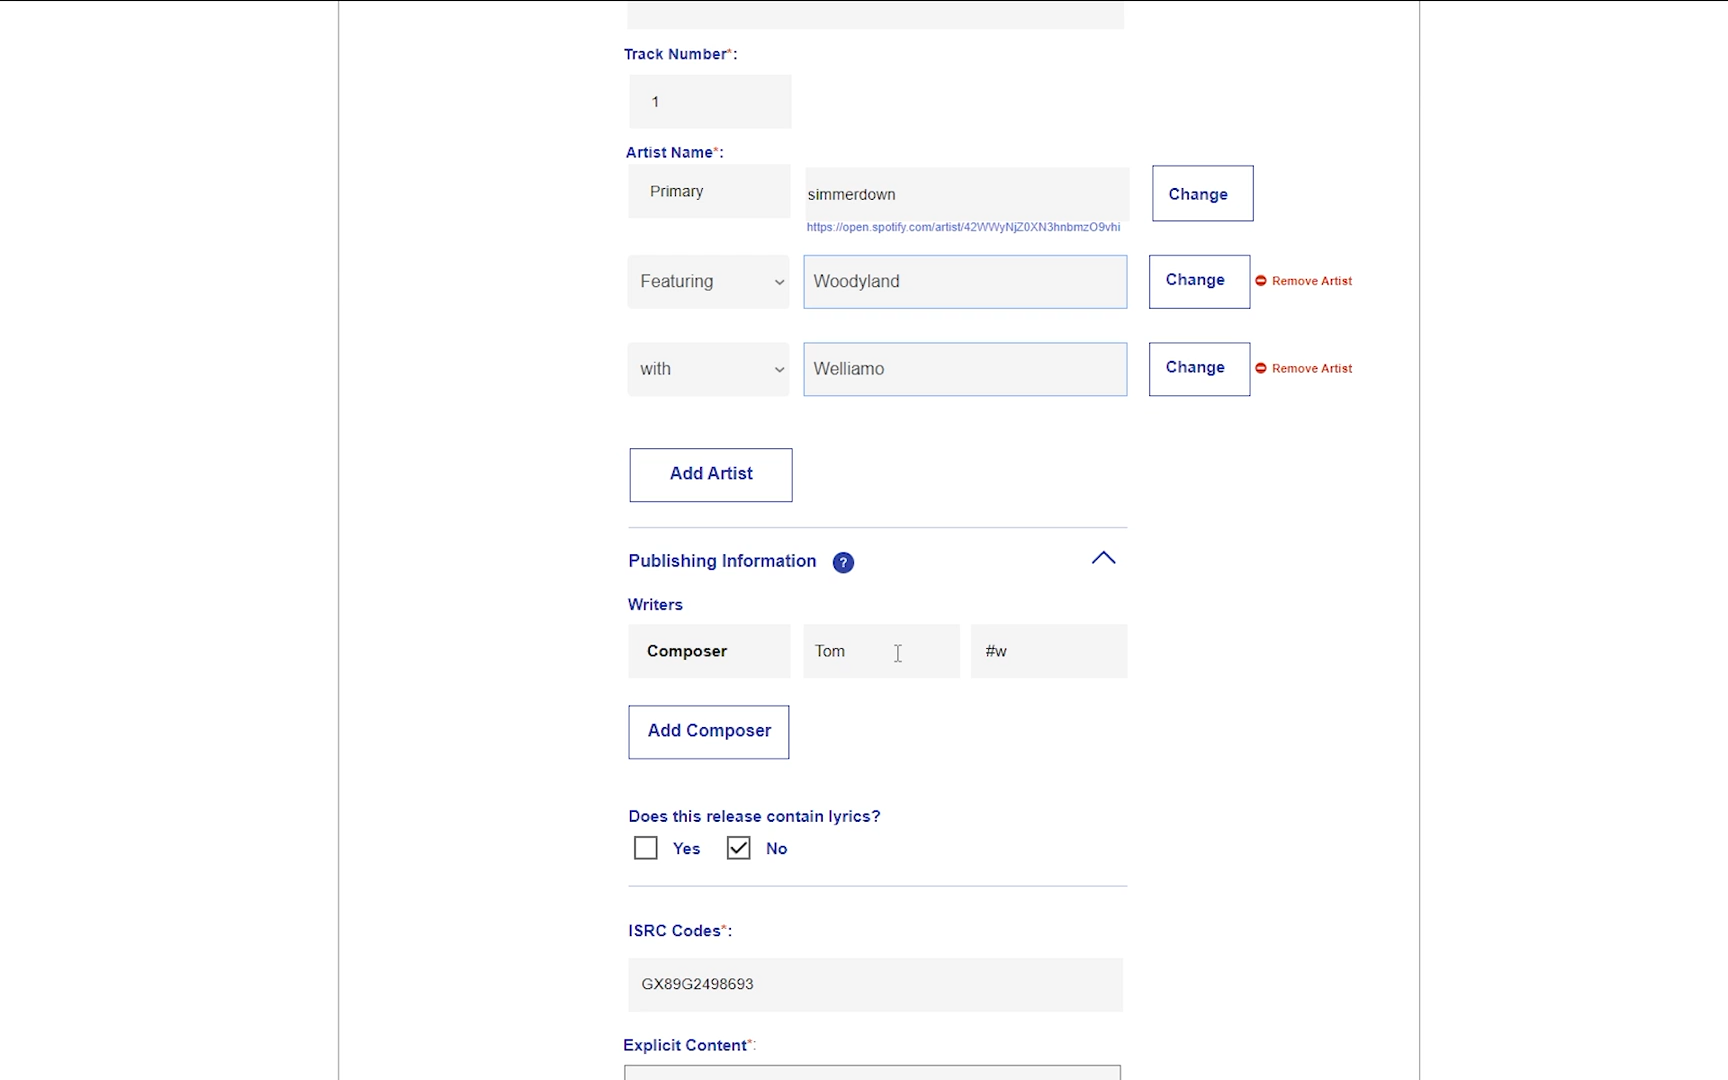 Track Number*:
1
Artist Name*:
Primary simmerdown Change
https://open.spotify.com/artist/42WWyNjZ0XN3hnbmzO9vhi
Featuring Woodyland Change Remove Artist
with Welliamo Change Remove Artist
Add Artist
Publishing Information ?
Writers
Composer Tom #w
Add Composer
Does this release contain lyrics?
Yes No
ISRC Codes*:
GX89G2498693
Explicit Content*: